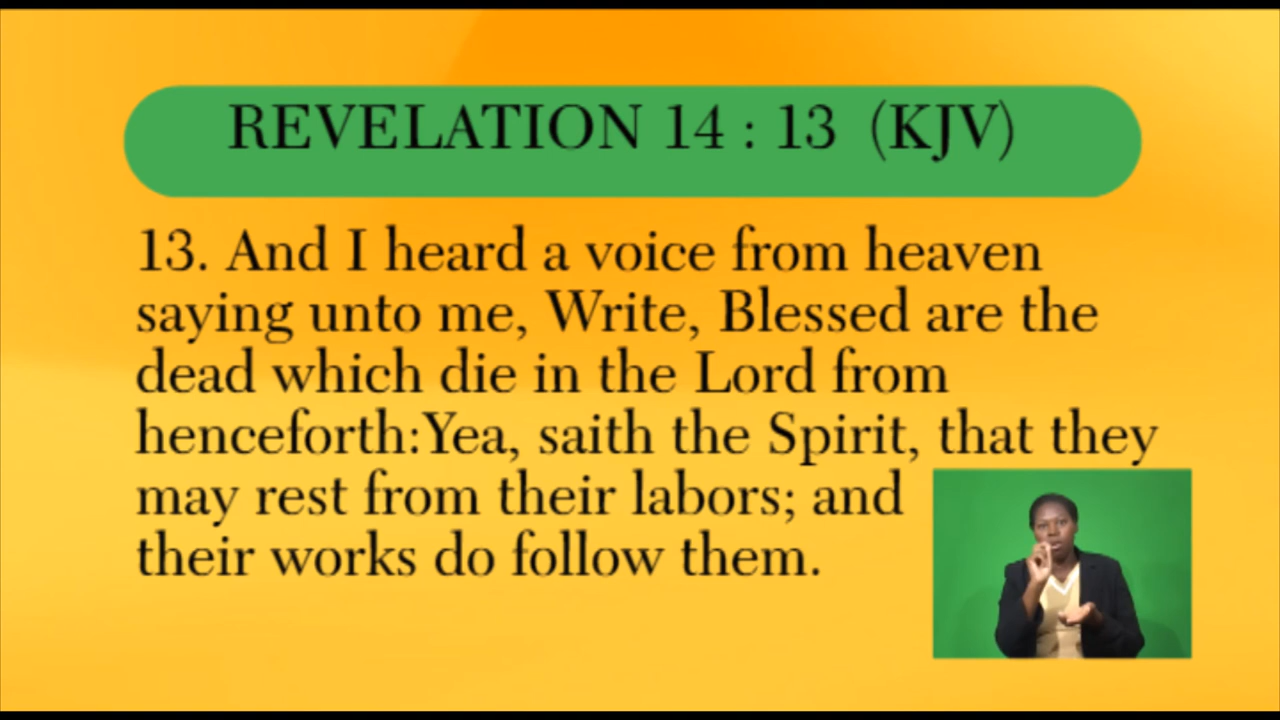 REVELATION 14 : 13 (KJV)
13. And I heard a voice from heaven
saying unto me, Write, Blessed are the
dead which die in the Lord from
henceforth:Yea, saith the Spirit, that they
may rest from their labors; and
their works do follow them.